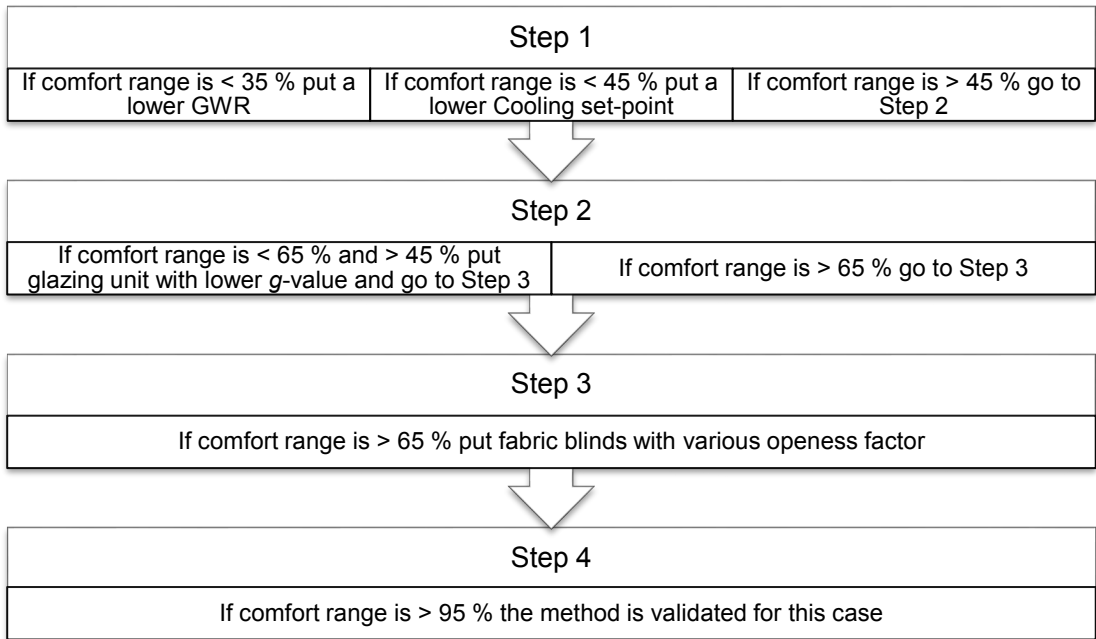 Step 1
If comfort range is < 35 % put a
lower GWR
If comfort range is < 45 % put a
lower Cooling set-point
If comfort range is > 45 % go to
Step 2
Step 2
If comfort range is < 65 % and > 45 % put
glazing unit with lower g-value and go to Step 3
If comfort range is > 65 % go to Step 3
Step 3
If comfort range is > 65 % put fabric blinds with various openess factor
Step 4
If comfort range is > 95 % the method is validated for this case